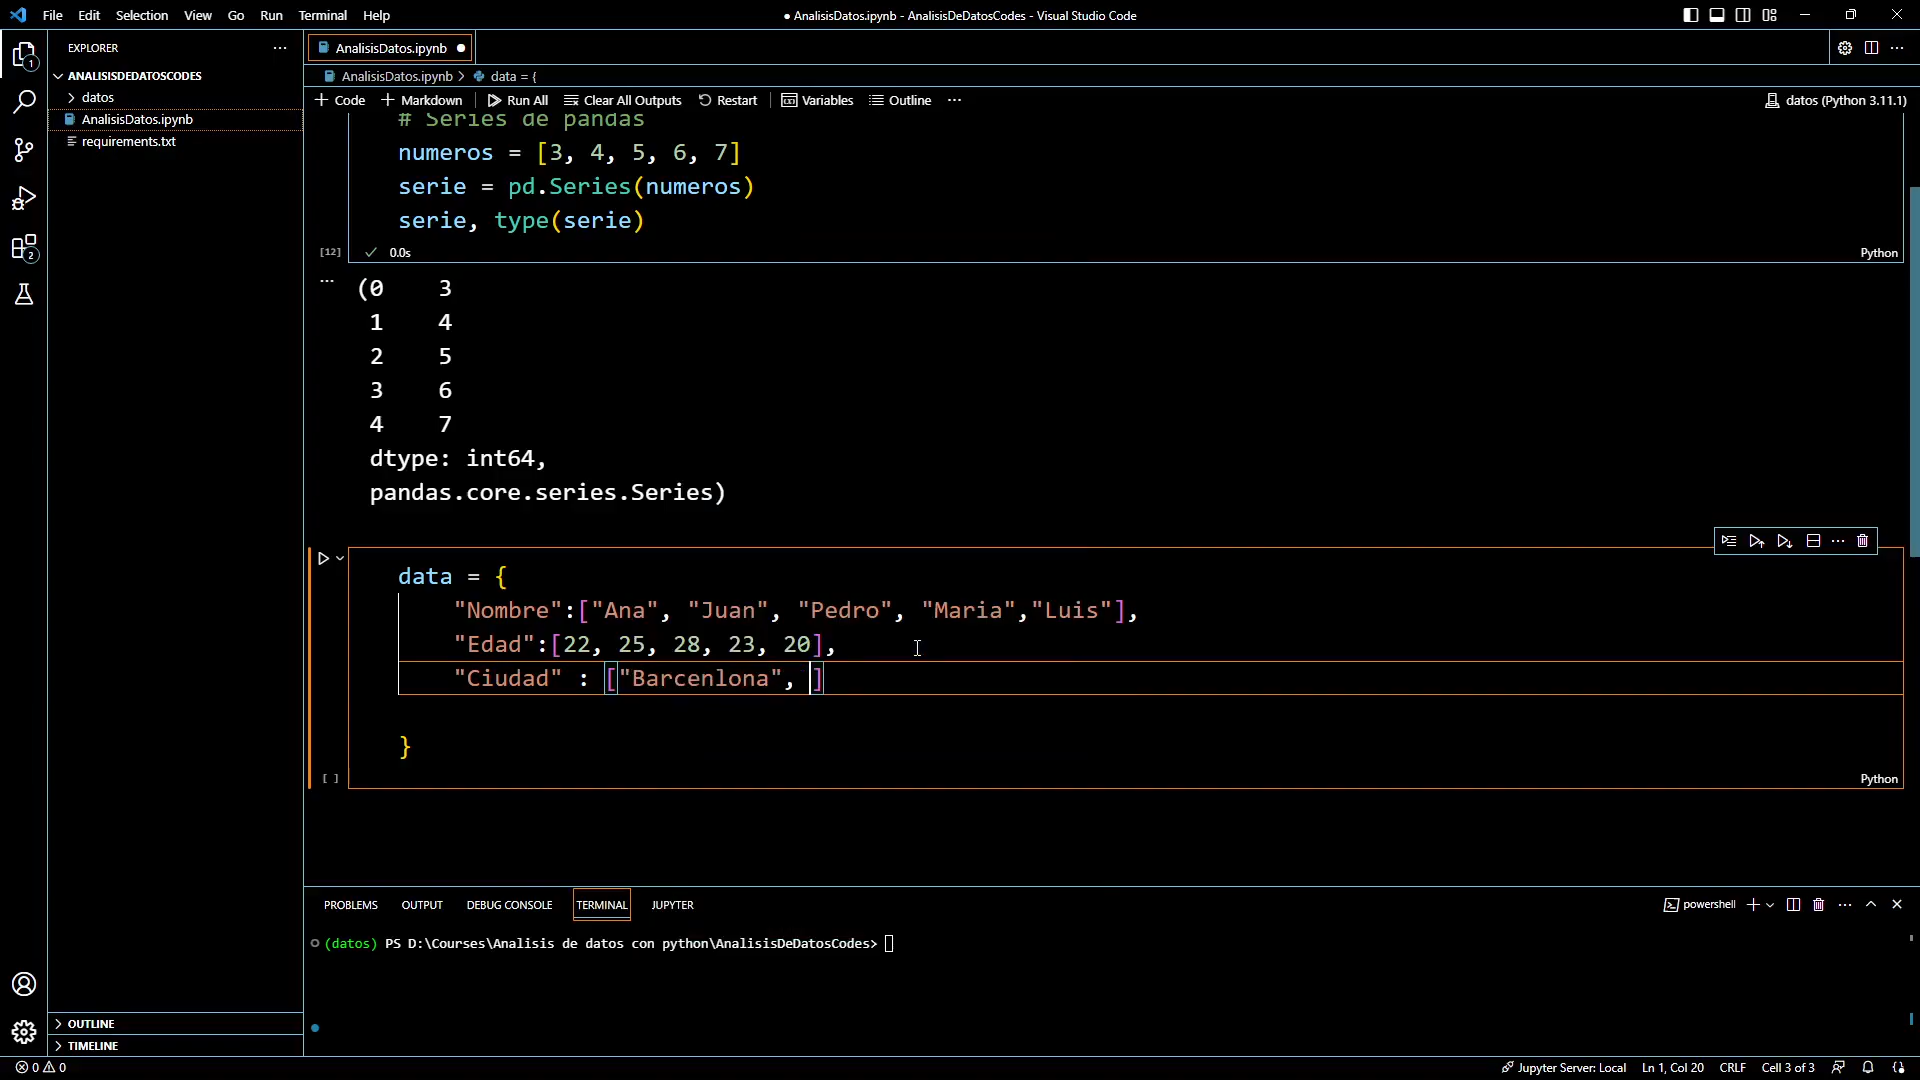 File Edit Selection View Go Run Terminal Help
● AnalisisDatos.ipynb - AnalisisDeDatosCodes - Visual Studio Code
EXPLORER
ANALISISDEDATOSCODES
datos
AnalisisDatos.ipynb
requirements.txt
OUTLINE
TIMELINE
1
2
AnalisisDatos.ipynb
AnalisisDatos.ipynb > data = {
+ Code + Markdown Run All Clear All Outputs Restart Variables Outline ...
datos (Python 3.11.1)
# Series de pandas
numeros = [3, 4, 5, 6, 7]
serie = pd.Series(numeros)
serie, type(serie)
[12] ✓ 0.0s
Python
(0 3
1 4
2 5
3 6
4 7
dtype: int64,
pandas.core.series.Series)
data = {
"Nombre":["Ana", "Juan", "Pedro", "Maria","Luis"],
"Edad":[22, 25, 28, 23, 20],
"Ciudad" : ["Barcenlona", ]
}
[ ]
Python
PROBLEMS OUTPUT DEBUG CONSOLE TERMINAL JUPYTER
powershell
(datos) PS D:\Courses\Analisis de datos con python\AnalisisDeDatosCodes>
0 0
Jupyter Server: Local Ln 1, Col 20 CRLF Cell 3 of 3